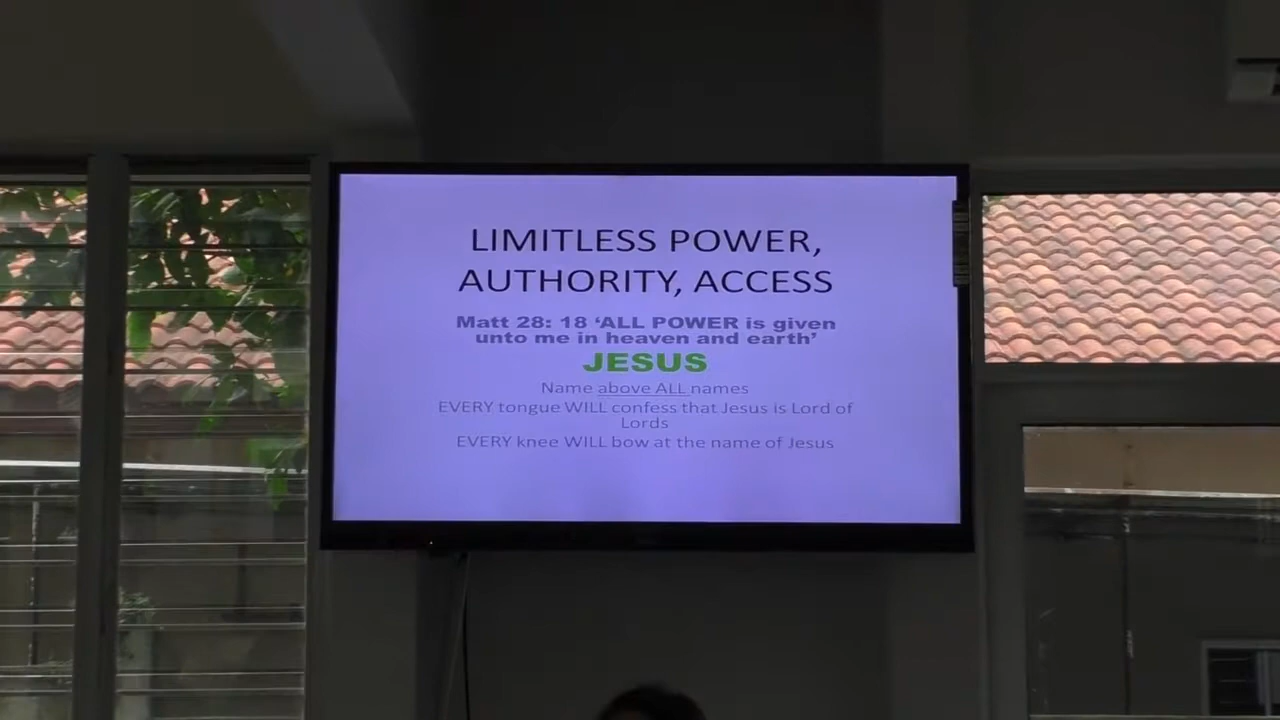 LIMITLESS POWER,
AUTHORITY, ACCESS
Matt 28: 18 ‘ALL POWER is given
unto me in heaven and earth’
JESUS
Name above ALL names
EVERY tongue WILL confess that Jesus is Lord of
Lords
EVERY knee WILL bow at the name of Jesus